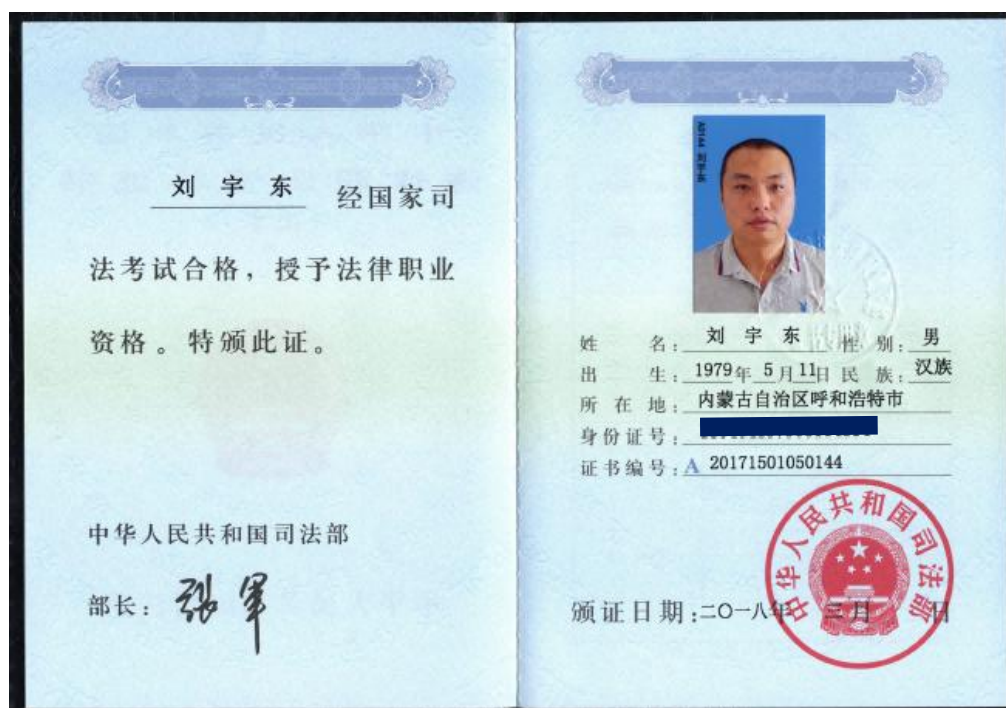 刘宇东 经国家司
法考试合格，授予法律职业
资格。特颁此证。
中华人民共和国司法部
部长：张军
A0144 刘宇东
姓名：刘宇东 性别：男
出生：1979年5月11日 民族：汉族
所在地：内蒙古自治区呼和浩特市
身份证号：
证书编号：A 20171501050144
中华人民共和国司法部
颁证日期：二〇一八年 三月 日